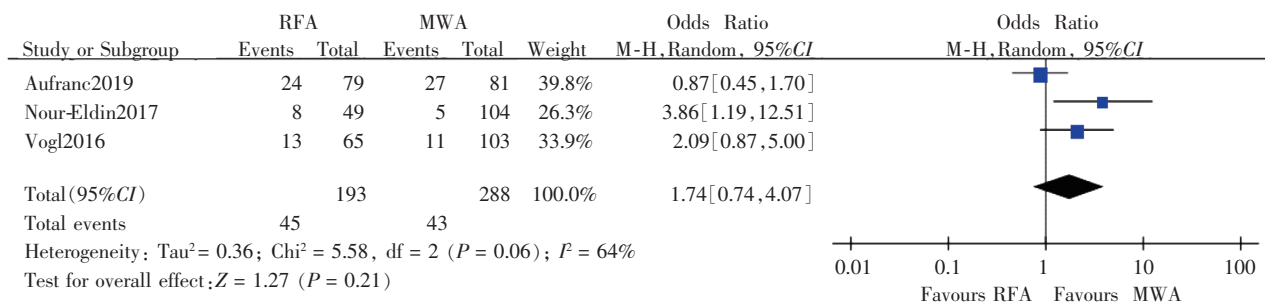 RFA MWA Odds Ratio Odds Ratio
Study or Subgroup Events Total Events Total Weight M-H,Random, 95%CI M-H,Random, 95%CI
Aufranc2019 24 79 27 81 39.8% 0.87[0.45,1.70]
Nour-Eldin2017 8 49 5 104 26.3% 3.86[1.19,12.51]
Vogl2016 13 65 11 103 33.9% 2.09[0.87,5.00]
Total(95%CI) 193 288 100.0% 1.74[0.74,4.07]
Total events 45 43
Heterogeneity: Tau²= 0.36; Chi² = 5.58, df = 2 (P = 0.06); I² = 64%
Test for overall effect:Z = 1.27 (P = 0.21)
0.01 0.1 1 10 100
Favours RFA Favours MWA